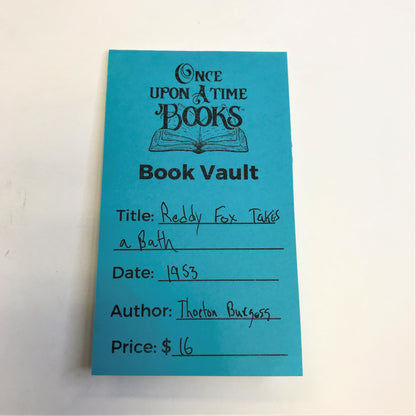 ONCE
UPON A TIME
BOOKS
Book Vault
Title: Reddy Fox Takes
a Bath
Date: 1953
Author: Thorton Burgess
Price: $ 16